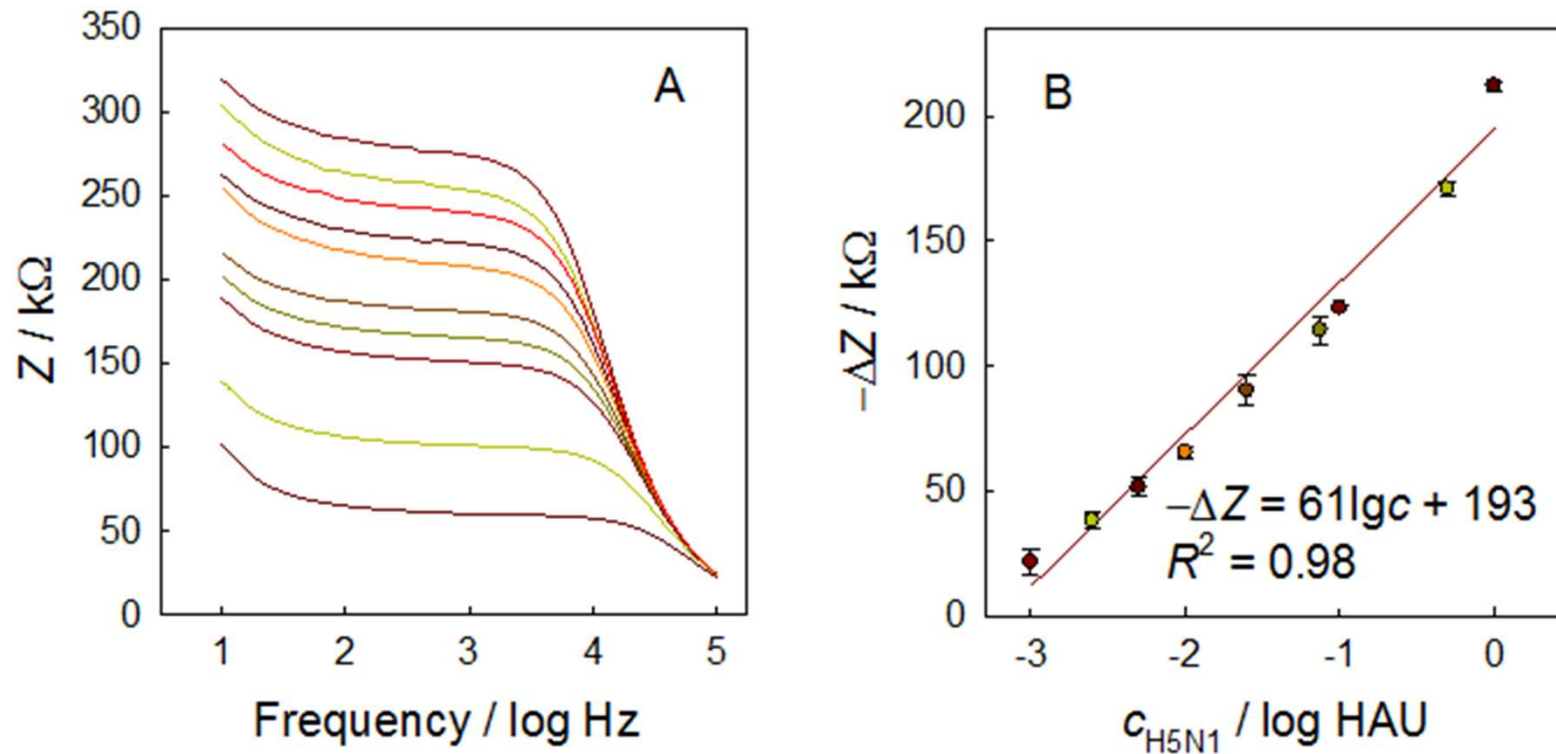 A
Z / kΩ
350
300
250
200
150
100
50
0
1 2 3 4 5
Frequency / log Hz
B
−ΔZ / kΩ
200
150
100
50
0
−ΔZ = 61lgc + 193
R² = 0.98
-3 -2 -1 0
c_H5N1 / log HAU